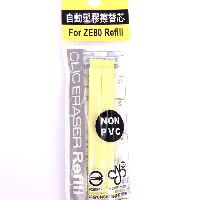 自動塑膠擦替芯
For ZE80 Refill
CLIC ERASER Refill
NON
PVC